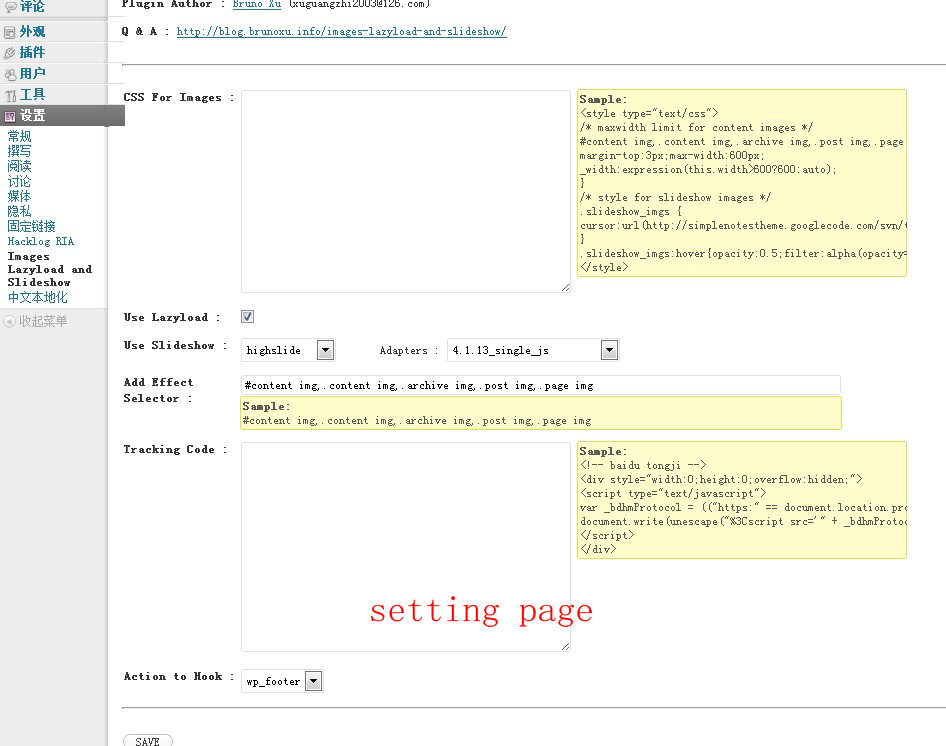 评论
外观
插件
用户
工具
设置
常规
撰写
阅读
讨论
媒体
隐私
固定链接
Hacklog RIA
Images
Lazyload and
Slideshow
中文本地化
收起菜单
Plugin Author : Bruno Xu (xuguangzhi2003@126.com)
Q & A : http://blog.brunoxu.info/images-lazyload-and-slideshow/
CSS For Images :
Sample:
<style type="text/css">
/* maxwidth limit for content images */
#content img,.content img,.archive img,.post img,.page
margin-top:3px;max-width:600px;
_width:expression(this.width>600?600:auto);
}
/* style for slideshow images */
.slideshow_imgs {
cursor:url(http://simplenotestheme.googlecode.com/svn/
}
.slideshow_imgs:hover{opacity:0.5;filter:alpha(opacity=
</style>
Use Lazyload :
Use Slideshow : highslide Adapters : 4.1.13_single_js
Add Effect
Selector :
#content img,.content img,.archive img,.post img,.page img
Sample:
#content img,.content img,.archive img,.post img,.page img
Tracking Code :
Sample:
<!-- baidu tongji -->
<div style="width:0;height:0;overflow:hidden;">
<script type="text/javascript">
var _bdhmProtocol = (("https:" == document.location.pro
document.write(unescape("%3Cscript src='" + _bdhmProtoc
</script>
</div>
setting page
Action to Hook : wp_footer
SAVE